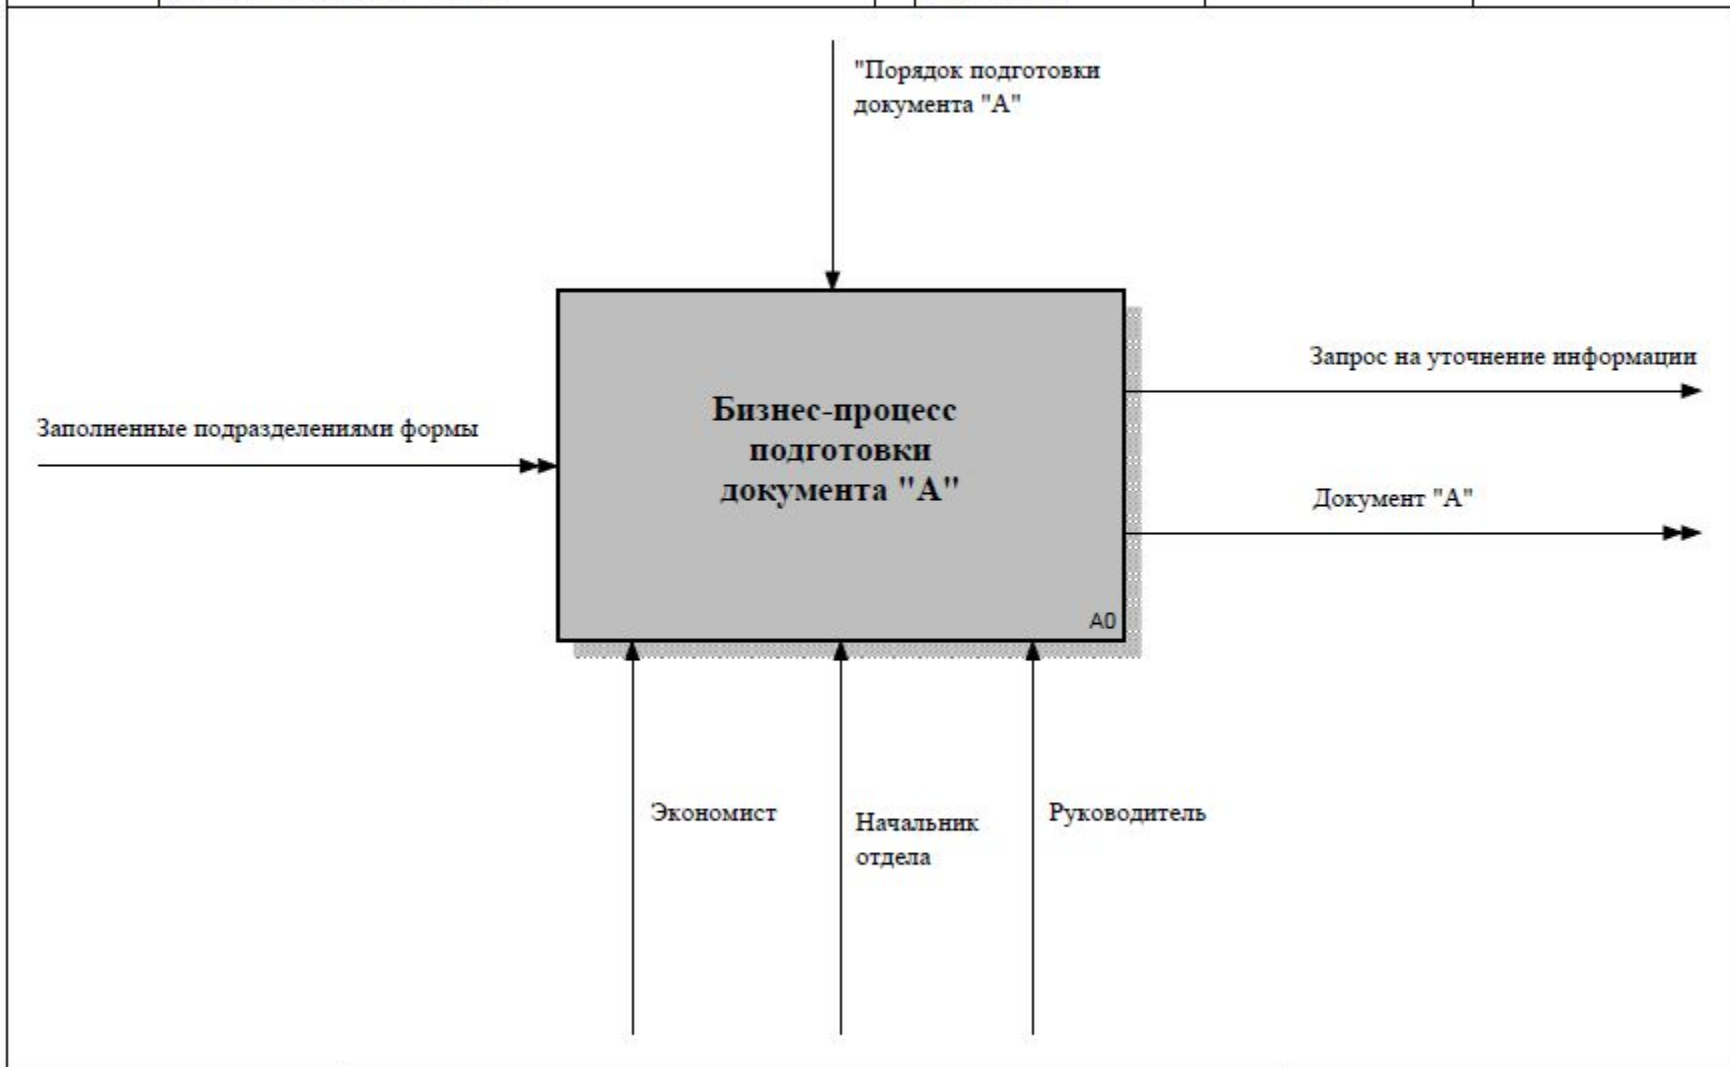 "Порядок подготовки
документа "А"
Запрос на уточнение информации
Заполненные подразделениями формы
Бизнес-процесс
подготовки
документа "А"
Документ "А"
A0
Экономист
Начальник
отдела
Руководитель